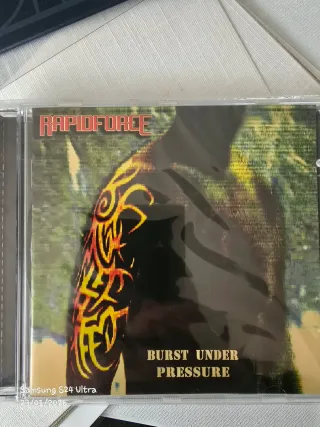 RAPIDFORCE
BURST UNDER
PRESSURE
Samsung S24 Ultra